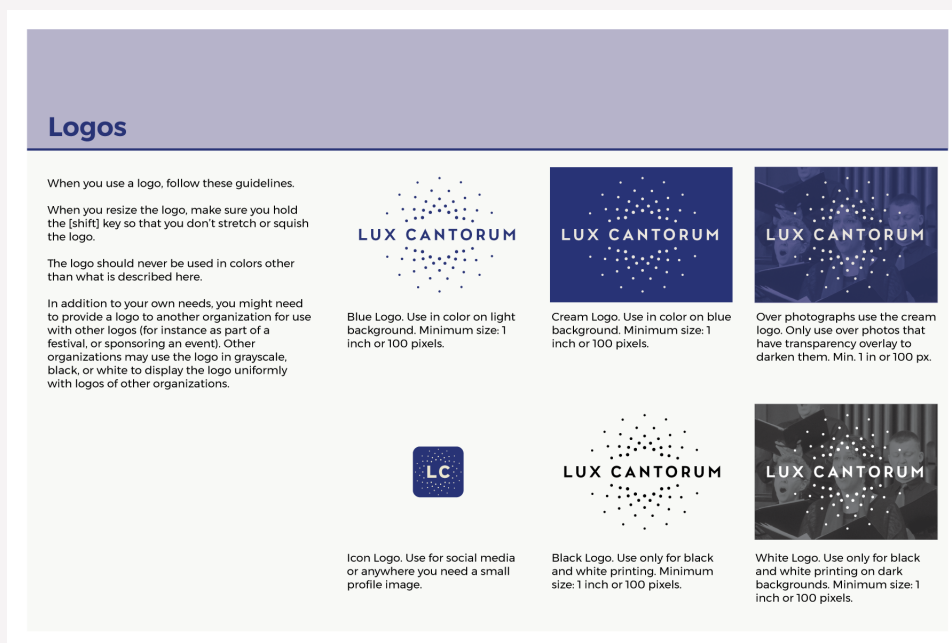 Logos
When you use a logo, follow these guidelines.
When you resize the logo, make sure you hold
the [shift] key so that you don't stretch or squish
the logo.
The logo should never be used in colors other
than what is described here.
In addition to your own needs, you might need
to provide a logo to another organization for use
with other logos (for instance as part of a
festival, or sponsoring an event). Other
organizations may use the logo in grayscale,
black, or white to display the logo uniformly
with logos of other organizations.
LUX CANTORUM
Blue Logo. Use in color on light
background. Minimum size: 1
inch or 100 pixels.
LUX CANTORUM
Cream Logo. Use in color on blue
background. Minimum size: 1
inch or 100 pixels.
LUX CANTORUM
Over photographs use the cream
logo. Only use over photos that
have transparency overlay to
darken them. Min. 1 in or 100 px.
LC
Icon Logo. Use for social media
or anywhere you need a small
profile image.
LUX CANTORUM
Black Logo. Use only for black
and white printing. Minimum
size: 1 inch or 100 pixels.
LUX CANTORUM
White Logo. Use only for black
and white printing on dark
backgrounds. Minimum size: 1
inch or 100 pixels.